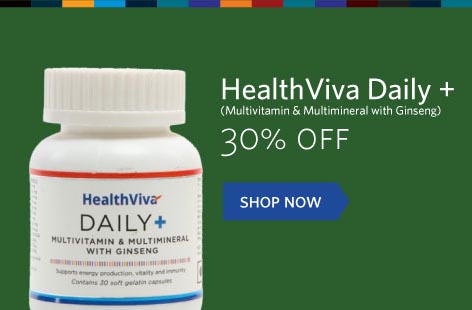 HealthViva Daily +
(Multivitamin & Multimineral with Ginseng)
30% OFF
SHOP NOW
HealthViva
DAILY+
MULTIVITAMIN & MULTIMINERAL
WITH GINSENG
Supports energy production, vitality and immunity
Contains 30 soft gelatin capsules